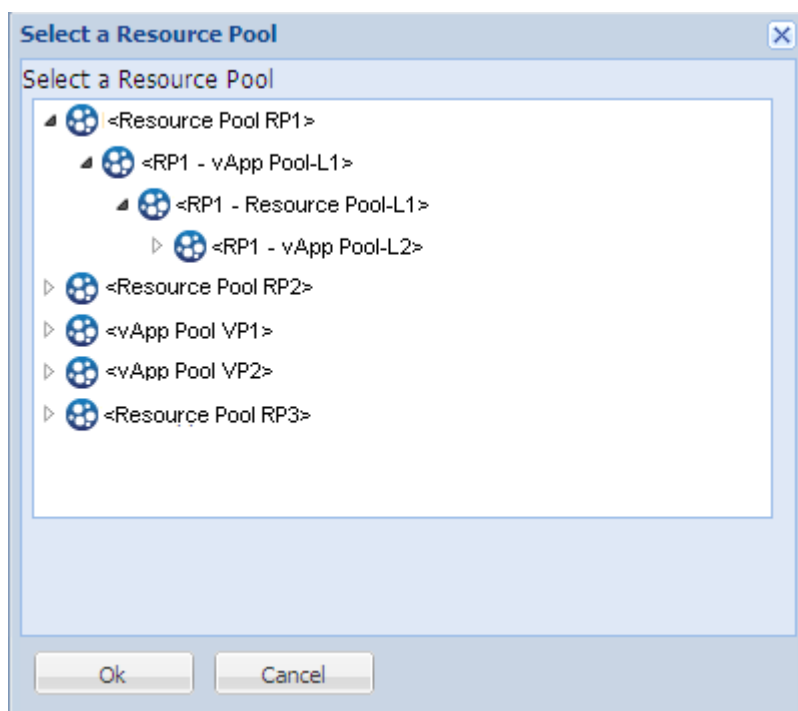 Select a Resource Pool
Select a Resource Pool
<Resource Pool RP1>
<RP1 - vApp Pool-L1>
<RP1 - Resource Pool-L1>
<RP1 - vApp Pool-L2>
<Resource Pool RP2>
<vApp Pool VP1>
<vApp Pool VP2>
<Resource Pool RP3>
Ok
Cancel